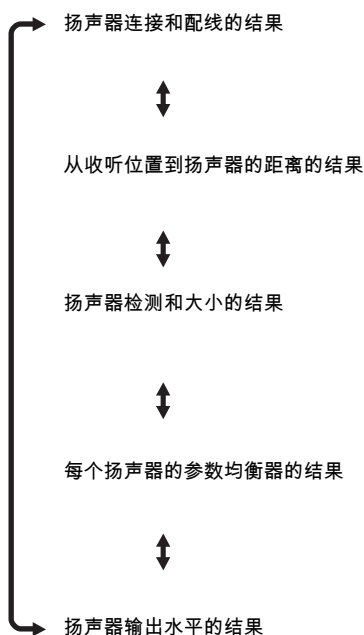 扬声器连接和配线的结果
从收听位置到扬声器的距离的结果
扬声器检测和大小的结果
每个扬声器的参数均衡器的结果
扬声器输出水平的结果